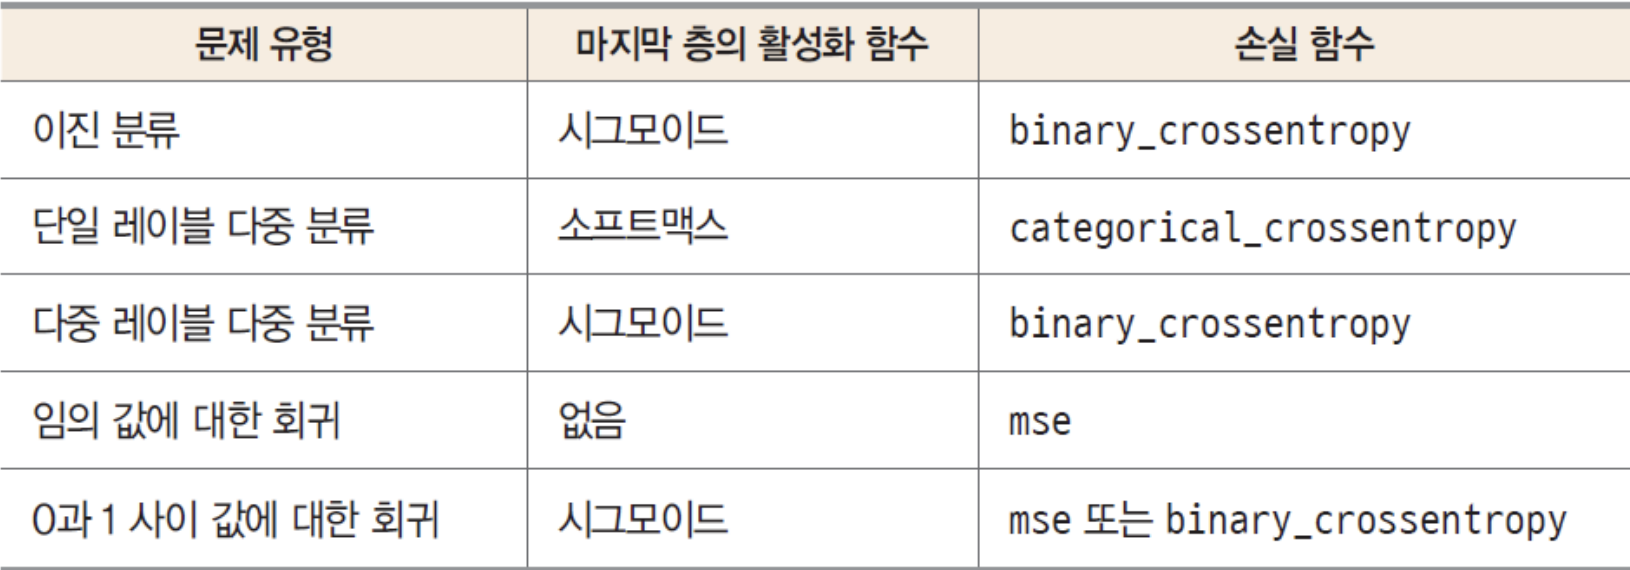 문제 유형 마지막 층의 활성화 함수 손실 함수
이진 분류 시그모이드 binary_crossentropy
단일 레이블 다중 분류 소프트맥스 categorical_crossentropy
다중 레이블 다중 분류 시그모이드 binary_crossentropy
임의 값에 대한 회귀 없음 mse
0과 1 사이 값에 대한 회귀 시그모이드 mse 또는 binary_crossentropy